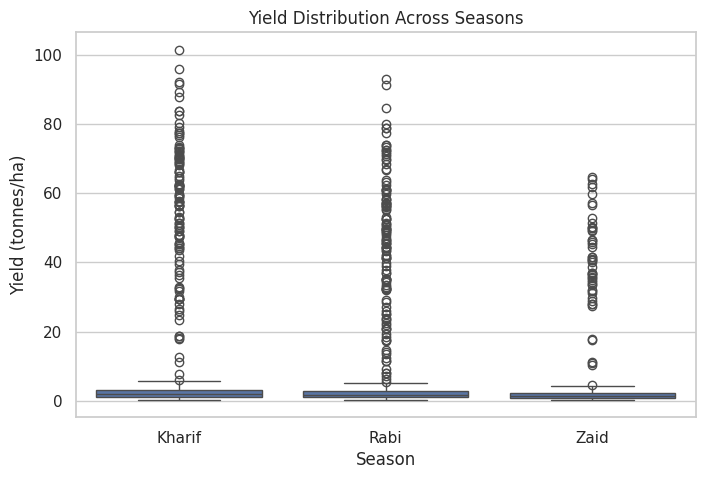 Yield Distribution Across Seasons
Yield (tonnes/ha)
100
80
60
40
20
0
Kharif Rabi Zaid
Season